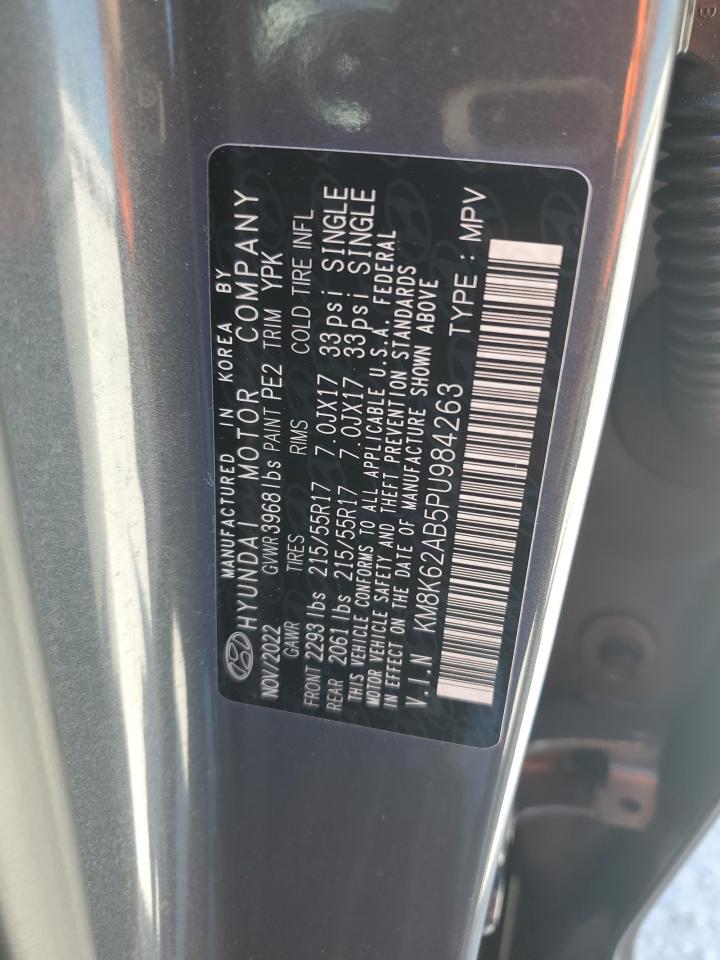 MANUFACTURED IN KOREA BY
HYUNDAI MOTOR COMPANY
NOV/2022 GVWR 3968lbs PAINT PE2 TRIM YPK
GAWR TIRES RIMS COLD TIRE INFL
FRONT 2293 lbs 215/55R17 7.0JX17 33psi SINGLE
REAR 2061 lbs 215/55R17 7.0JX17 33psi SINGLE
THIS VEHICLE CONFORMS TO ALL APPLICABLE U.S.A. FEDERAL
MOTOR VEHICLE SAFETY AND THEFT PREVENTION STANDARDS
IN EFFECT ON THE DATE OF MANUFACTURE SHOWN ABOVE
V.I.N KM8K62AB5PU984263 TYPE : MPV